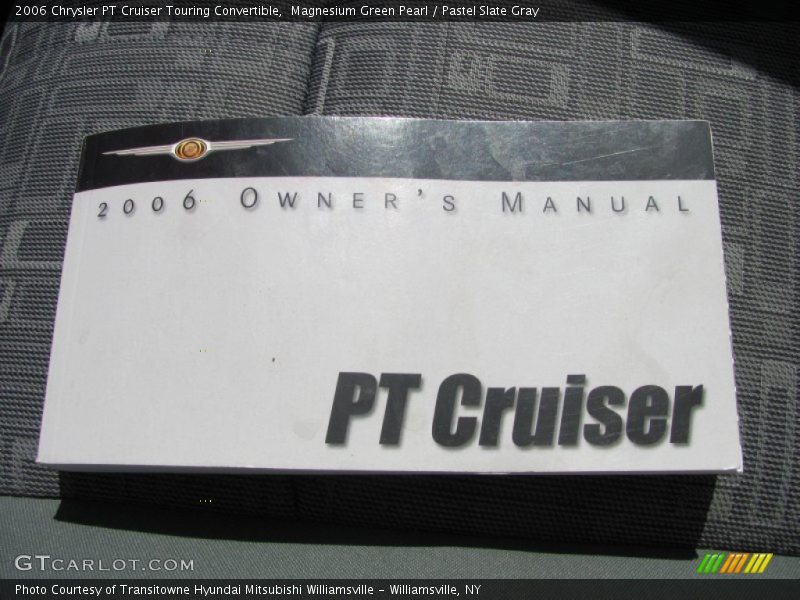 2006 Chrysler PT Cruiser Touring Convertible, Magnesium Green Pearl / Pastel Slate Gray
2006 OWNER'S MANUAL
PT Cruiser
GTCARLOT.COM
Photo Courtesy of Transitowne Hyundai Mitsubishi Williamsville - Williamsville, NY